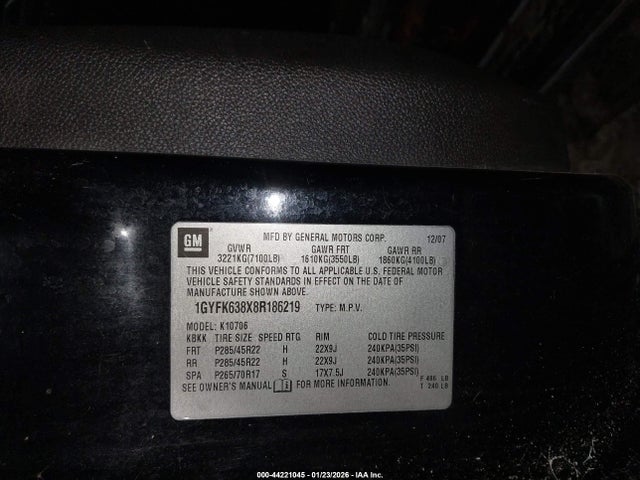 GM
MFD BY GENERAL MOTORS CORP. 12/07
GVWR GAWR FRT GAWR RR
3221KG(7100LB) 1610KG(3550LB) 1860KG(4100LB)
THIS VEHICLE CONFORMS TO ALL APPLICABLE U.S. FEDERAL MOTOR
VEHICLE SAFETY STANDARDS IN EFFECT ON THE DATE OF
MANUFACTURE SHOWN ABOVE.
1GYFK638X8R186219 TYPE: M.P.V.
MODEL: K10706
KBKK TIRE SIZE SPEED RTG RIM COLD TIRE PRESSURE
FRT P285/45R22 H 22X9J 240KPA(35PSI)
RR P285/45R22 H 22X9J 240KPA(35PSI)
SPA P265/70R17 S 17X7.5J 240KPA(35PSI)
SEE OWNER'S MANUAL FOR MORE INFORMATION.
F 486 LB
T 240 LB
000-44221045 - 01/23/2026 - IAA Inc.